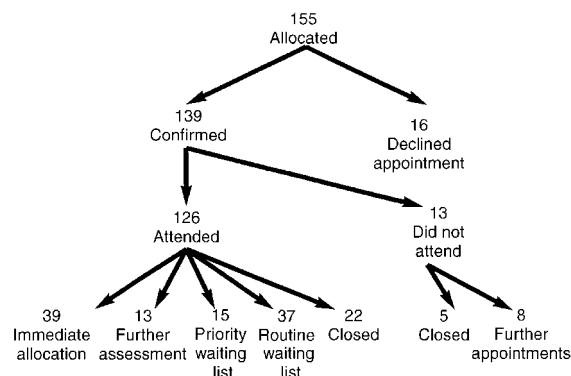 155
Allocated
139
Confirmed
16
Declined
appointment
126
Attended
13
Did not
attend
39
Immediate
allocation
13
Further
assessment
15
Priority
waiting
list
37
Routine
waiting
list
22
Closed
5
Closed
8
Further
appointments